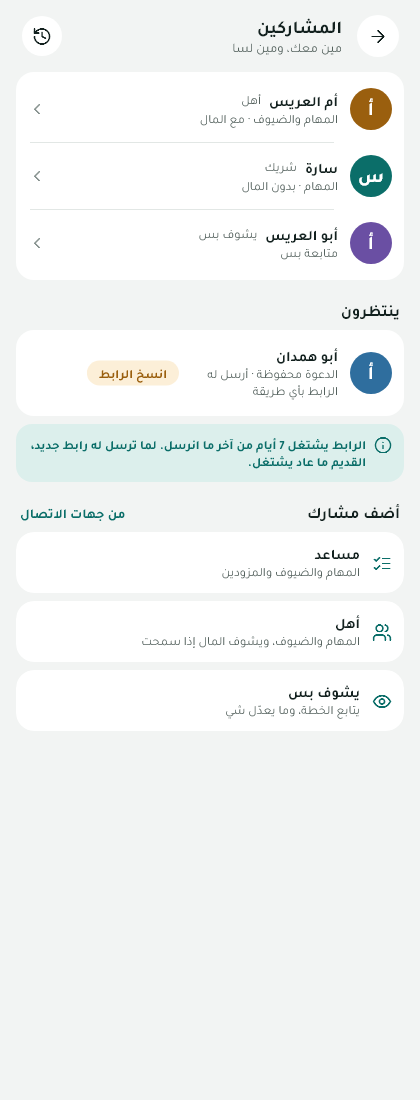 المشاركين
مين معك، ومين لسا
أ
أم العريس أهل
المهام والضيوف · مع المال
س
سارة شريك
المهام · بدون المال
أ
أبو العريس يشوف بس
متابعة بس
ينتظرون
أ
أبو همدان
الدعوة محفوظة · أرسل له
الرابط بأي طريقة
انسخ الرابط
الرابط يشتغل 7 أيام من آخر ما انرسل. لما ترسل له رابط جديد،
القديم ما عاد يشتغل.
أضف مشارك
من جهات الاتصال
مساعد
المهام والضيوف والمزودين
أهل
المهام والضيوف، ويشوف المال إذا سمحت
يشوف بس
يتابع الخطة، وما يعدّل شي